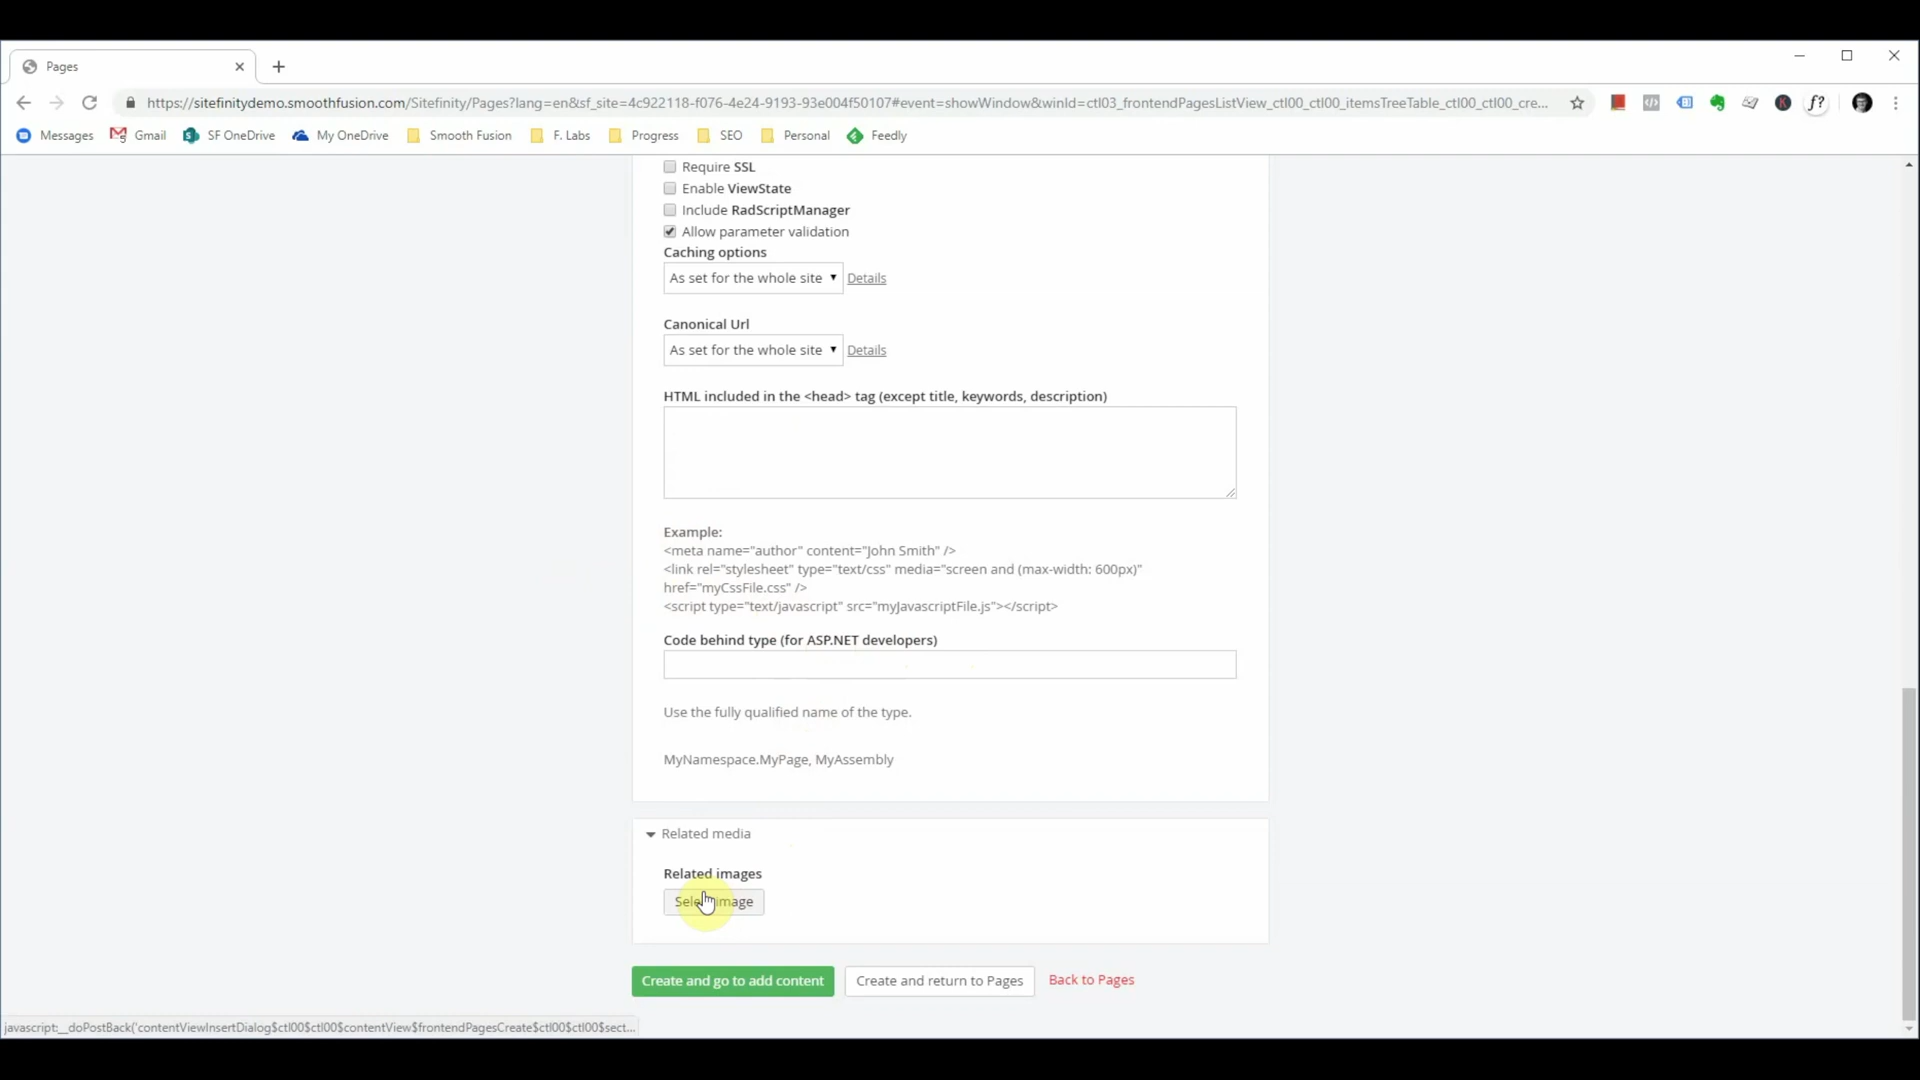 Pages
https://sitefinitydemo.smoothfusion.com/Sitefinity/Pages?lang=en&sf_site=4c922118-f076-4e24-9193-93e004f50107#event=showWindow&winId=ctl03_frontendPagesListView_ctl00_ctl00_itemsTreeTable_ctl00_ctl00_cre...
f?
Messages Gmail SF OneDrive My OneDrive Smooth Fusion F. Labs Progress SEO Personal Feedly
Require SSL
Enable ViewState
Include RadScriptManager
Allow parameter validation
Caching options
As set for the whole site Details
Canonical Url
As set for the whole site Details
HTML included in the <head> tag (except title, keywords, description)
Example:
<meta name="author" content="John Smith" />
<link rel="stylesheet" type="text/css" media="screen and (max-width: 600px)"
href="myCssFile.css" />
<script type="text/javascript" src="myJavascriptFile.js"></script>
Code behind type (for ASP.NET developers)
Use the fully qualified name of the type.
MyNamespace.MyPage, MyAssembly
Related media
Related images
Select image
Create and go to add content Create and return to Pages Back to Pages
javascript:__doPostBack('contentViewInsertDialog$ctl00$ctl00$contentView$frontendPagesCreate$ctl00$ctl00$sect...